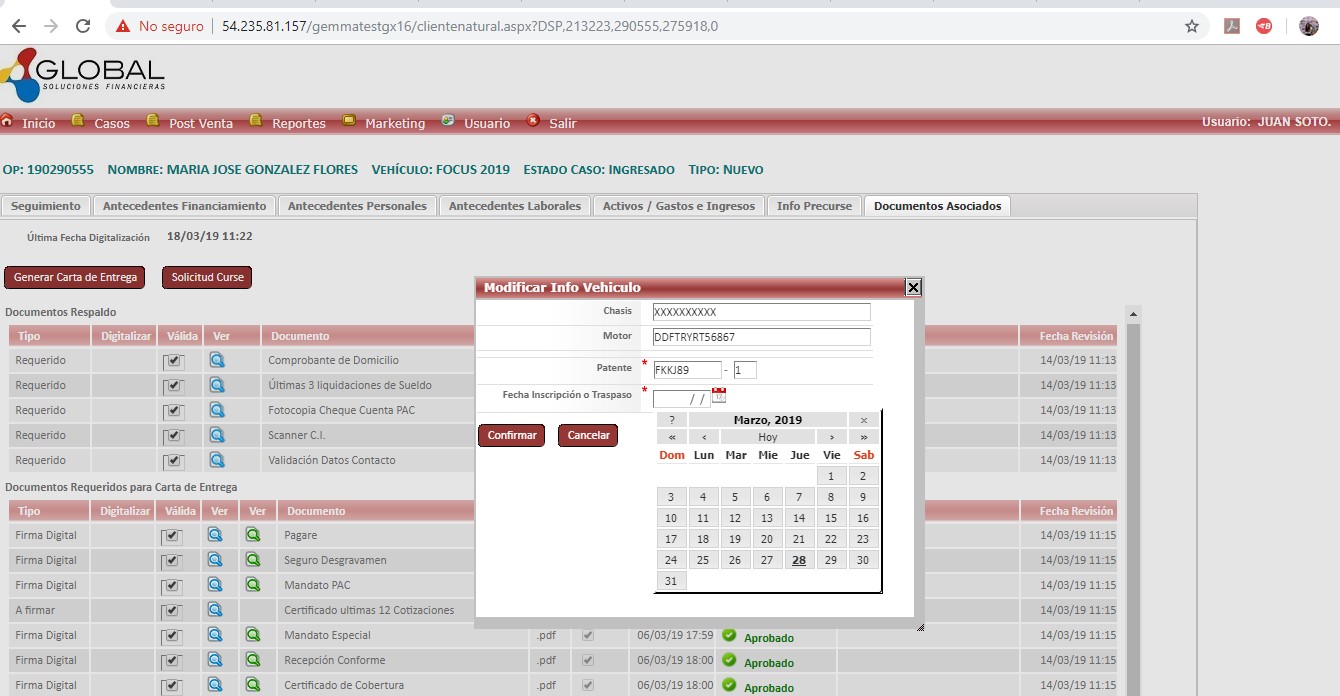 No seguro | 54.235.81.157/gemmatestgx16/clientenatural.aspx?DSP,213223,290555,275918,0
GLOBAL
SOLUCIONES FINANCIERAS
Inicio Casos Post Venta Reportes Marketing Usuario Salir Usuario: JUAN SOTO.
OP: 190290555 NOMBRE: MARIA JOSE GONZALEZ FLORES VEHÍCULO: FOCUS 2019 ESTADO CASO: INGRESADO TIPO: NUEVO
Seguimiento Antecedentes Financiamiento Antecedentes Personales Antecedentes Laborales Activos / Gastos e Ingresos Info Precurse Documentos Asociados
Última Fecha Digitalización 18/03/19 11:22
Generar Carta de Entrega Solicitud Curse
Modificar Info Vehiculo
Chasis XXXXXXXXXX
Motor DDFTRYRT56867
Patente * FKKJ89 - 1
Fecha Inscripción o Traspaso * / /
Confirmar Cancelar
? Marzo, 2019 ×
« ‹ Hoy › »
Dom Lun Mar Mie Jue Vie Sab
1 2
3 4 5 6 7 8 9
10 11 12 13 14 15 16
17 18 19 20 21 22 23
24 25 26 27 28 29 30
31
Documentos Respaldo
Tipo Digitalizar Válida Ver Documento Fecha Revisión
Requerido Comprobante de Domicilio 14/03/19 11:13
Requerido Últimas 3 liquidaciones de Sueldo 14/03/19 11:13
Requerido Fotocopia Cheque Cuenta PAC 14/03/19 11:13
Requerido Scanner C.I. 14/03/19 11:13
Requerido Validación Datos Contacto 14/03/19 11:13
Documentos Requeridos para Carta de Entrega
Tipo Digitalizar Válida Ver Ver Documento Fecha Revisión
Firma Digital Pagare 14/03/19 11:15
Firma Digital Seguro Desgravamen 14/03/19 11:15
Firma Digital Mandato PAC 14/03/19 11:15
A firmar Certificado ultimas 12 Cotizaciones 14/03/19 11:15
Firma Digital Mandato Especial .pdf 06/03/19 17:59 Aprobado 14/03/19 11:15
Firma Digital Recepción Conforme .pdf 06/03/19 18:00 Aprobado 14/03/19 11:15
Firma Digital Certificado de Cobertura .pdf 06/03/19 18:00 Aprobado 14/03/19 11:15